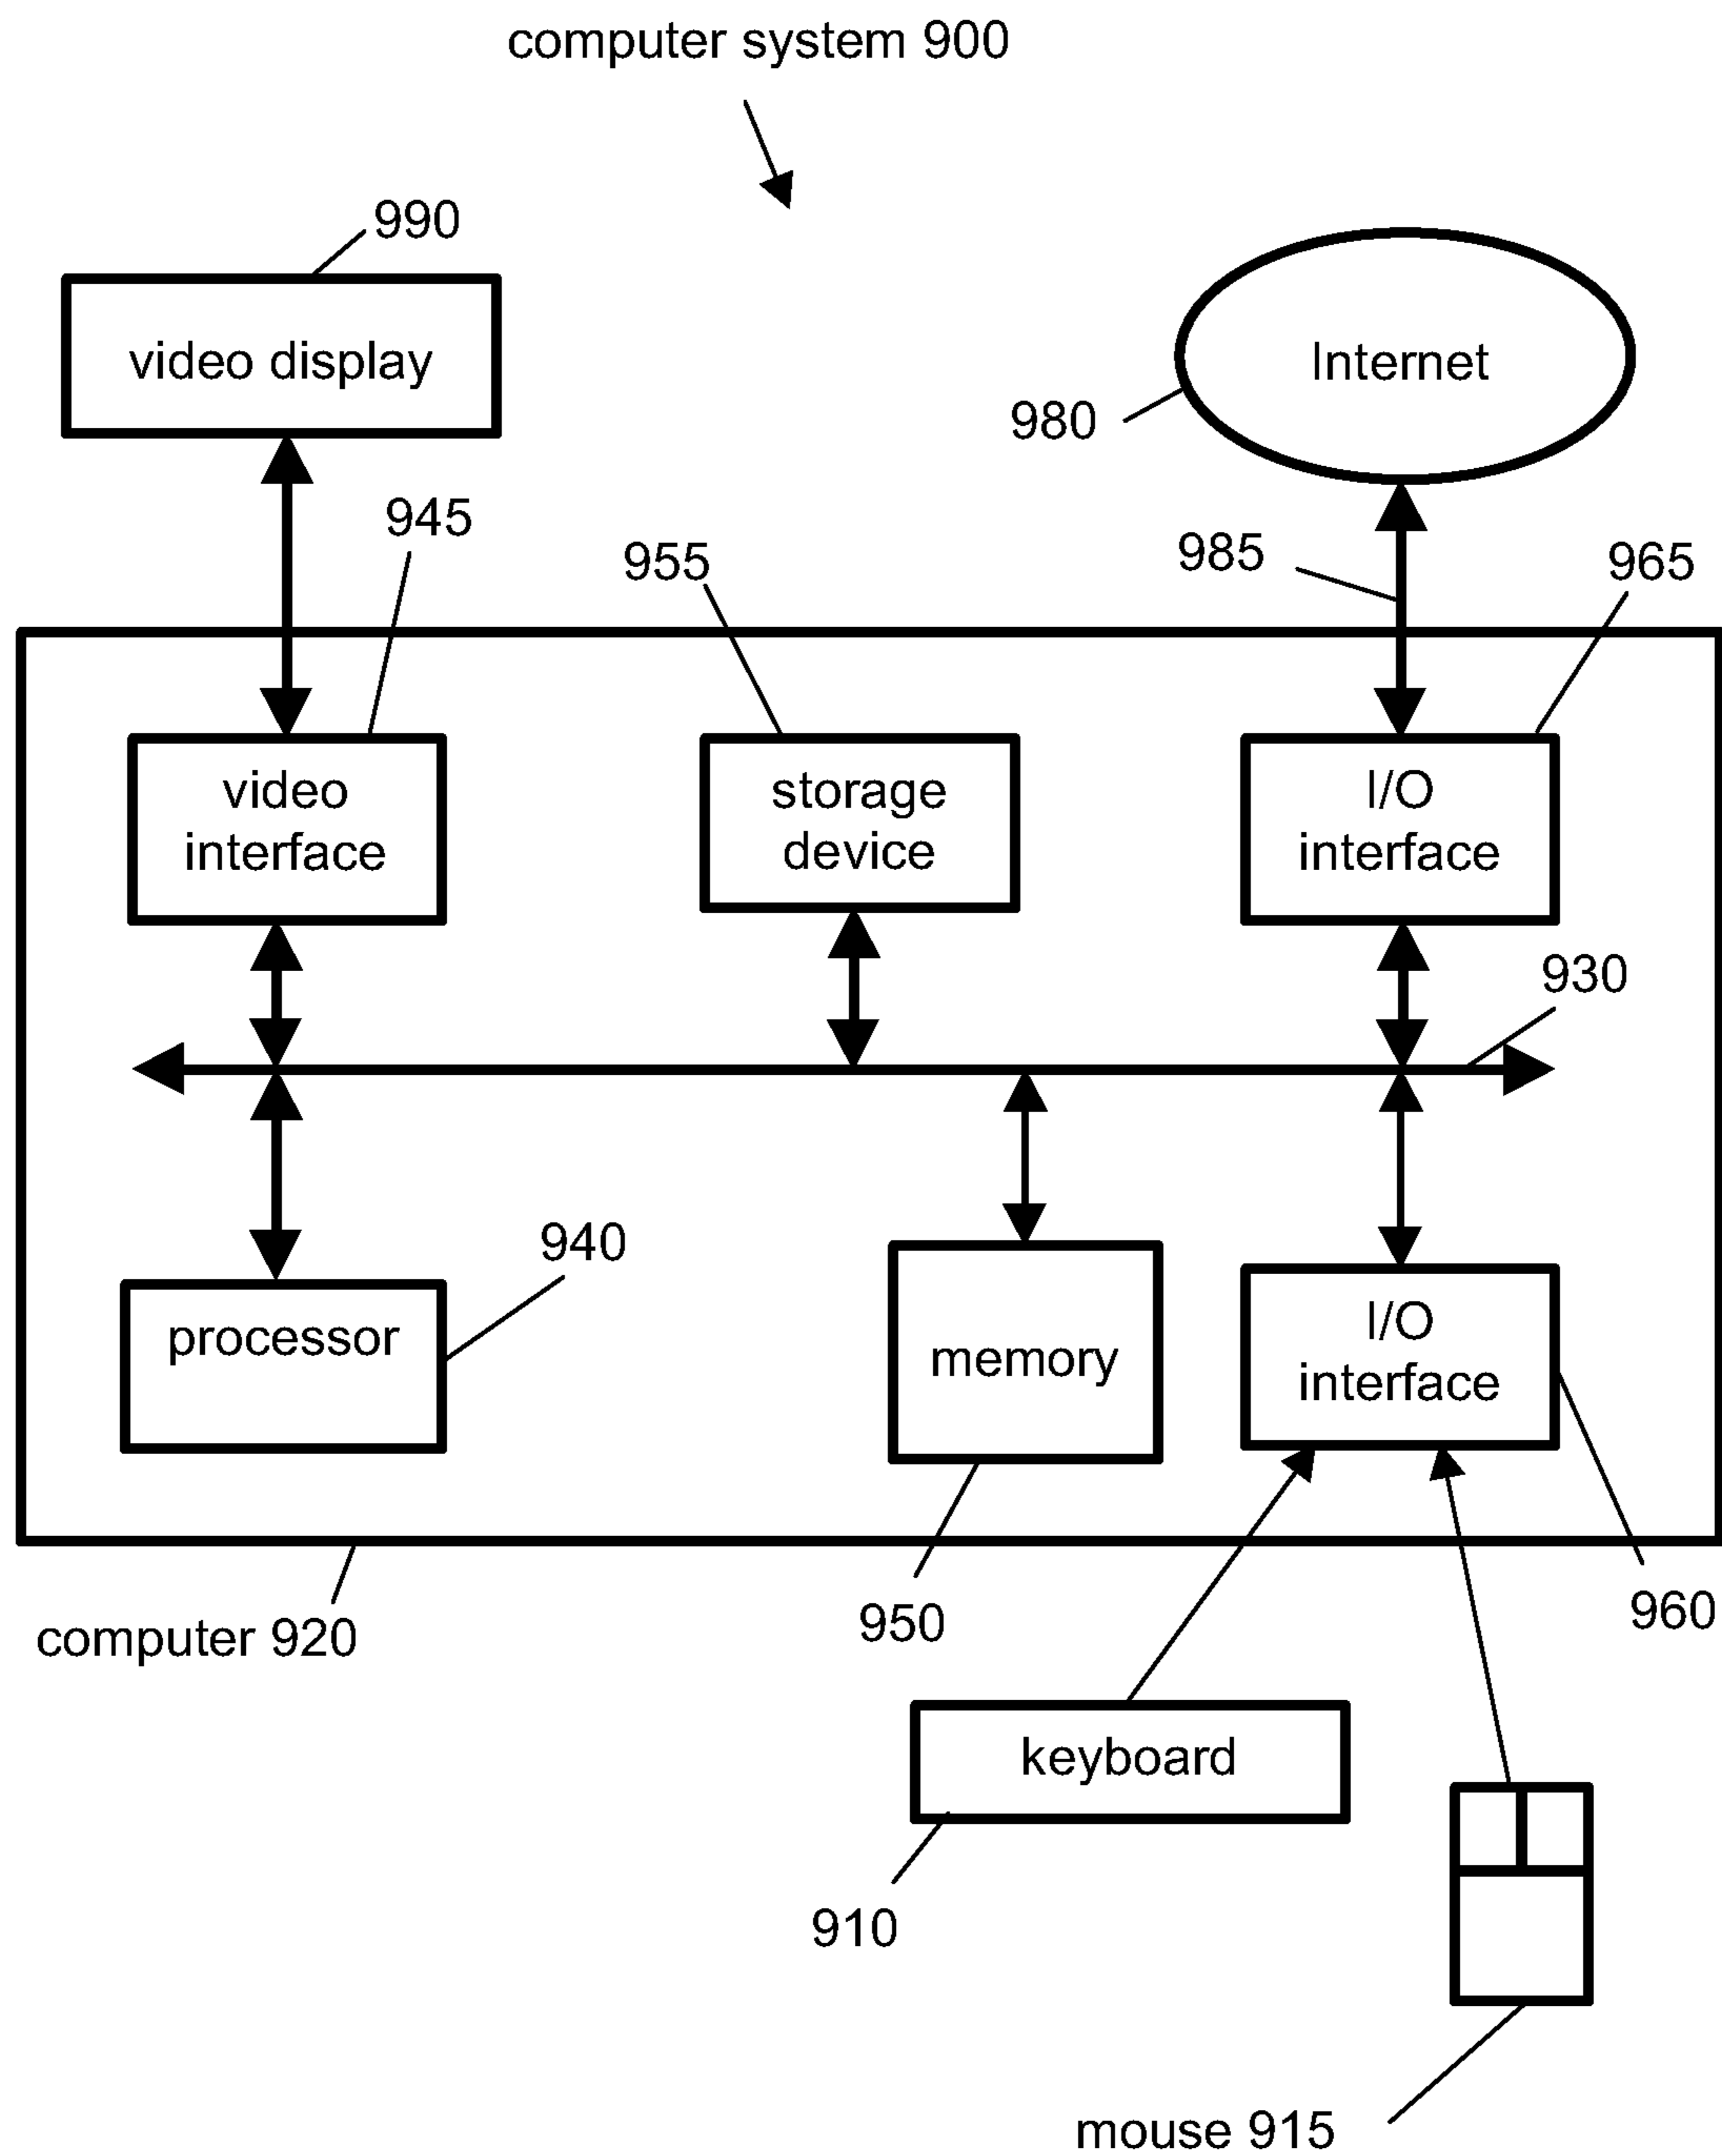 computer system 900
990
video display
Internet
980
945
955
985
965
video
interface
storage
device
I/O
interface
930
940
processor
memory
I/O
interface
950
960
computer 920
keyboard
910
mouse 915